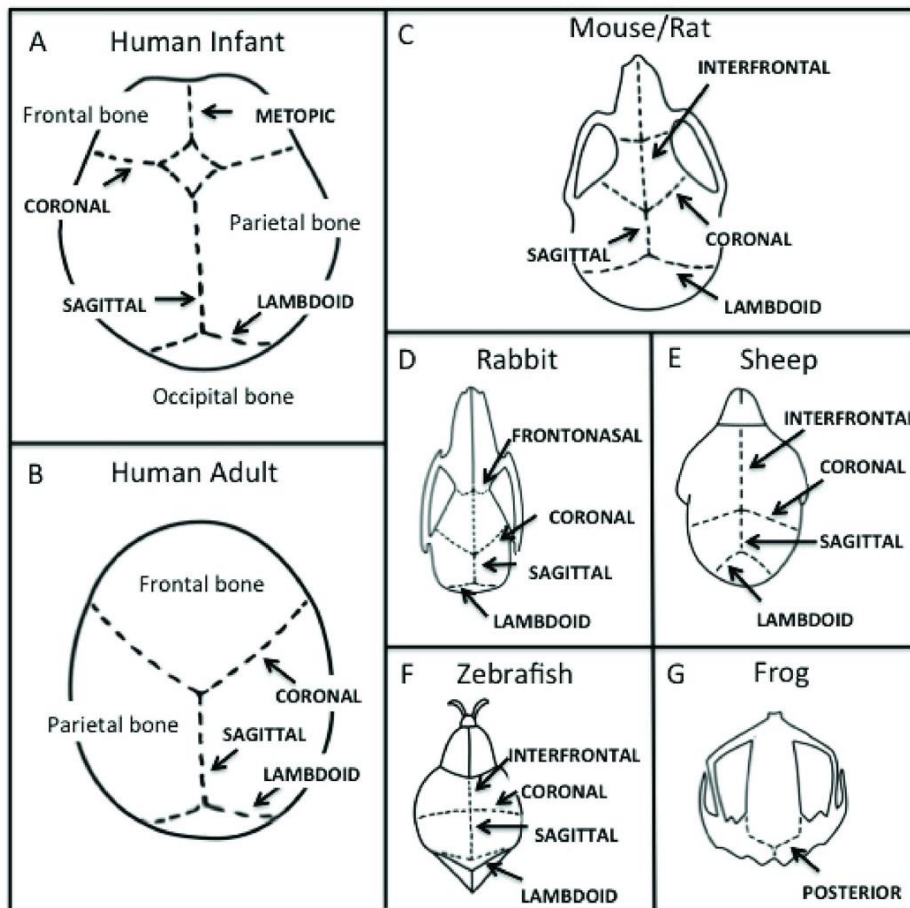 A
Human Infant
Frontal bone
METOPIC
CORONAL
Parietal bone
SAGITTAL
LAMBDOID
Occipital bone
B
Human Adult
Frontal bone
CORONAL
Parietal bone
SAGITTAL
LAMBDOID
C
Mouse/Rat
INTERFRONTAL
SAGITTAL
CORONAL
LAMBDOID
D
Rabbit
FRONTONASAL
CORONAL
SAGITTAL
LAMBDOID
E
Sheep
INTERFRONTAL
CORONAL
SAGITTAL
LAMBDOID
F
Zebrafish
INTERFRONTAL
CORONAL
SAGITTAL
LAMBDOID
G
Frog
POSTERIOR